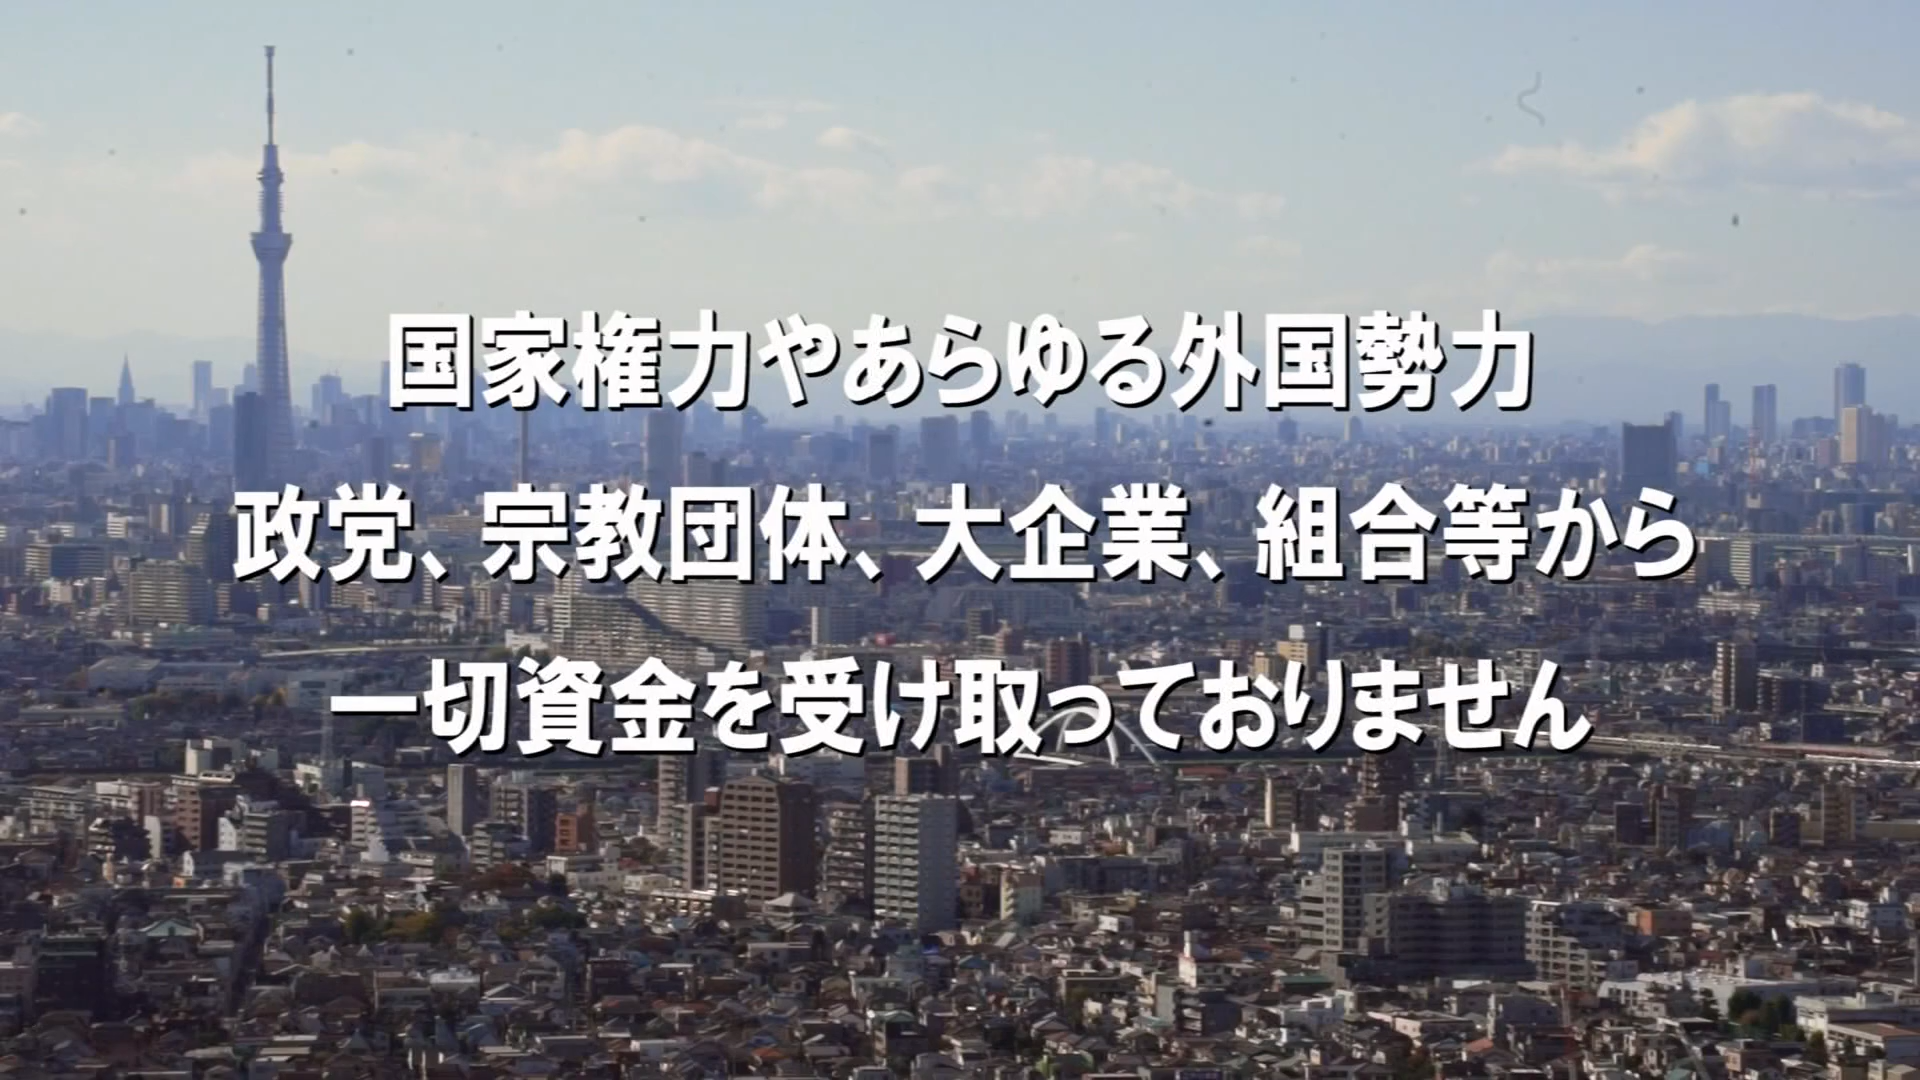 国家権力やあらゆる外国勢力
政党、宗教団体、大企業、組合等から
一切資金を受け取っておりません